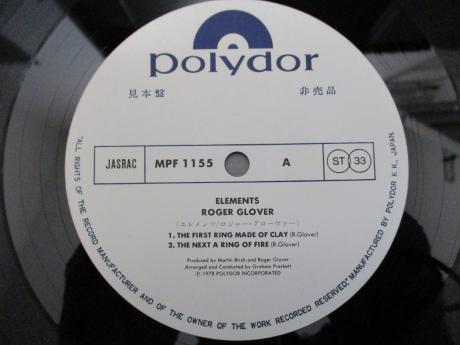 polydor
見本盤 非売品
JASRAC MPF 1155 A ST 33
ELEMENTS
ROGER GLOVER
(エレメンツ/ロジャー・グローヴァー)
1. THE FIRST RING MADE OF CLAY (R.Glover)
2. THE NEXT A RING OF FIRE (R.Glover)
Produced by Martin Birch and Roger Glover
Arranged and Conducted by Graham Preskett
Ⓟ 1978 POLYDOR INCORPORATED
"ALL RIGHTS OF THE RECORD MANUFACTURER AND OF THE OWNER OF THE WORK RECORDED RESERVED" MANUFACTURED BY POLYDOR K.K., JAPAN